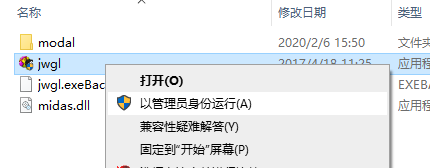 名称 修改日期 类型
modal 2020/2/6 15:50 文件夹
jwgl 2017/4/18 11:25 应用程
jwgl.exeBac EXEBA
midas.dll 应用程
打开(O)
以管理员身份运行(A)
兼容性疑难解答(Y)
固定到“开始”屏幕(P)